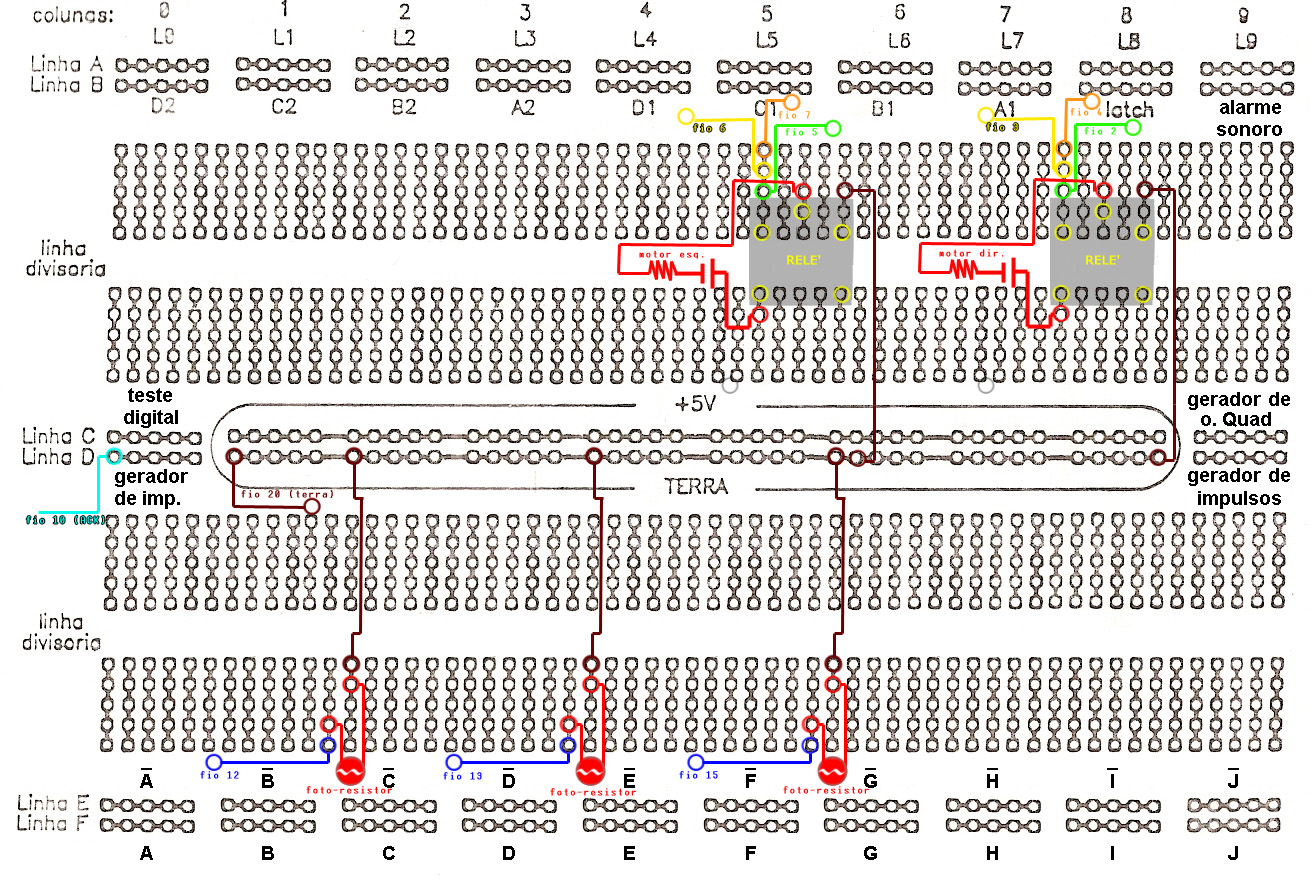 colunas: 0 1 2 3 4 5 6 7 8 9
L0 L1 L2 L3 L4 L5 L6 L7 L8 L9
Linha A
Linha B
D2 C2 B2 A2 D1 C1 B1 A1 latch alarme
sonoro
fio 7 fio 4
fio 6 fio 5 fio 3 fio 2
linha
divisoria
motor esq. RELE' motor dir. RELE'
teste
digital
+5V
gerador de
o. Quad
Linha C
Linha D
gerador
de imp.
TERRA
gerador de
impulsos
fio 20 (terra)
fio 10 (ACK)
linha
divisoria
fio 12 fio 13 fio 15
A̅ B̅ C̅ D̅ E̅ F̅ G̅ H̅ I̅ J̅
foto-resistor foto-resistor foto-resistor
Linha E
Linha F
A B C D E F G H I J